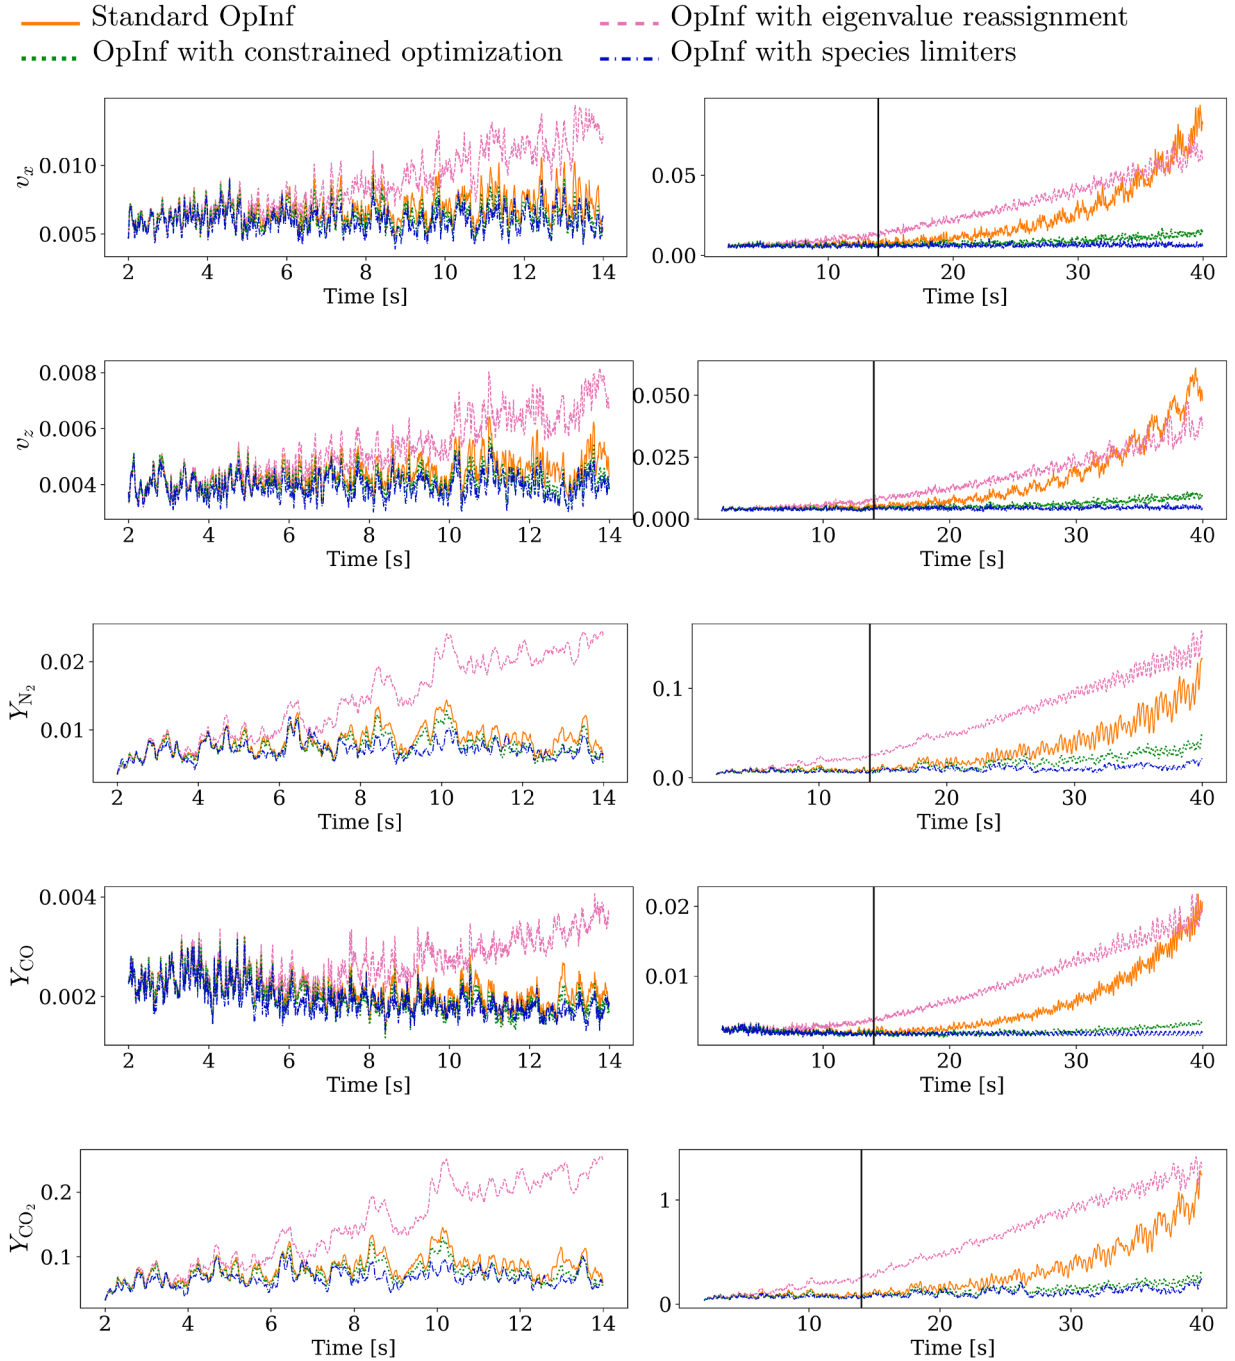 Standard OpInf
OpInf with eigenvalue reassignment
OpInf with constrained optimization
OpInf with species limiters
v_x
0.010
0.005
2 4 6 8 10 12 14
Time [s]
0.05
0.00
10 20 30 40
Time [s]
v_z
0.008
0.006
0.004
2 4 6 8 10 12 14
Time [s]
0.050
0.025
0.000
10 20 30 40
Time [s]
Y_N₂
0.02
0.01
2 4 6 8 10 12 14
Time [s]
0.1
0.0
10 20 30 40
Time [s]
Y_CO
0.004
0.002
2 4 6 8 10 12 14
Time [s]
0.02
0.01
10 20 30 40
Time [s]
Y_CO₂
0.2
0.1
2 4 6 8 10 12 14
Time [s]
1
0
10 20 30 40
Time [s]